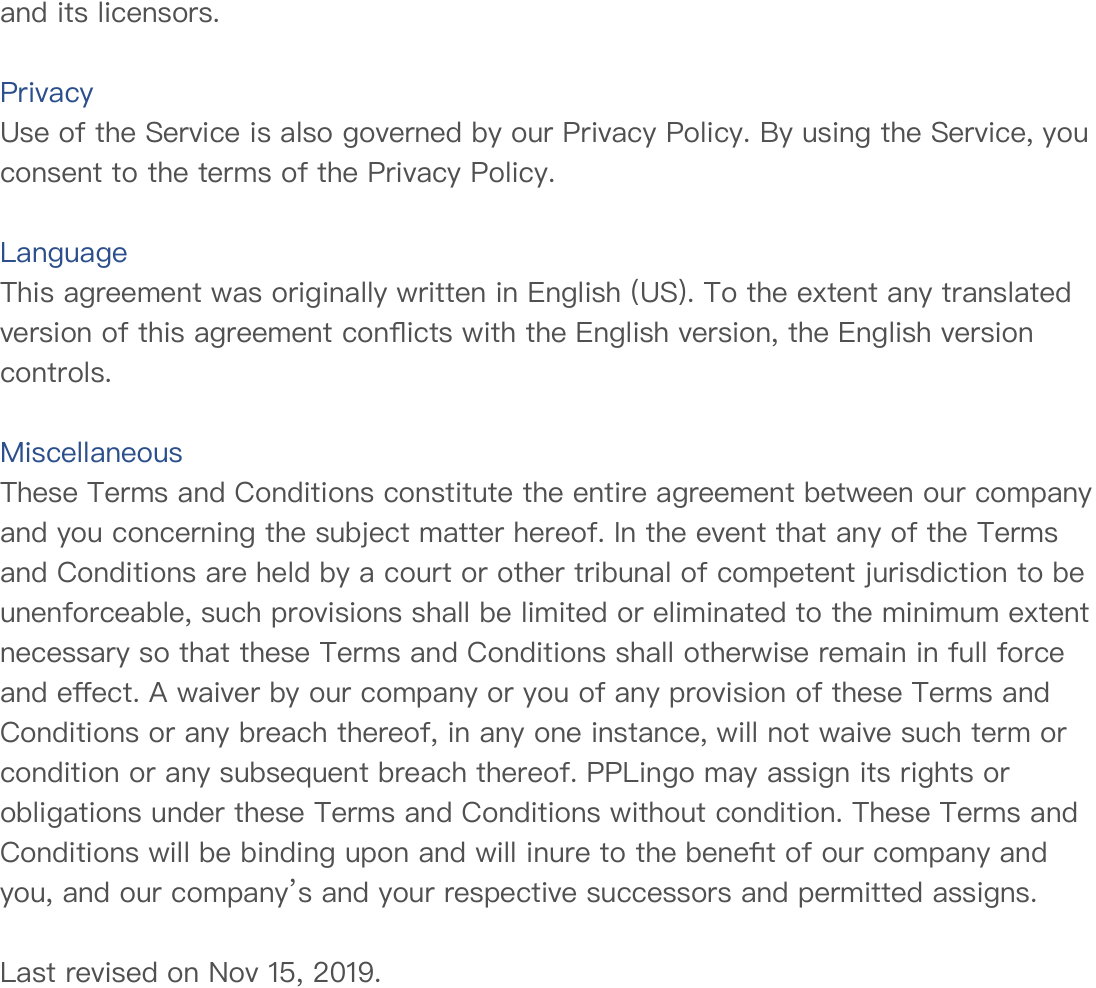 and its licensors.
Privacy
Use of the Service is also governed by our Privacy Policy. By using the Service, you
consent to the terms of the Privacy Policy.
Language
This agreement was originally written in English (US). To the extent any translated
version of this agreement conflicts with the English version, the English version
controls.
Miscellaneous
These Terms and Conditions constitute the entire agreement between our company
and you concerning the subject matter hereof. In the event that any of the Terms
and Conditions are held by a court or other tribunal of competent jurisdiction to be
unenforceable, such provisions shall be limited or eliminated to the minimum extent
necessary so that these Terms and Conditions shall otherwise remain in full force
and effect. A waiver by our company or you of any provision of these Terms and
Conditions or any breach thereof, in any one instance, will not waive such term or
condition or any subsequent breach thereof. PPLingo may assign its rights or
obligations under these Terms and Conditions without condition. These Terms and
Conditions will be binding upon and will inure to the benefit of our company and
you, and our company’s and your respective successors and permitted assigns.
Last revised on Nov 15, 2019.